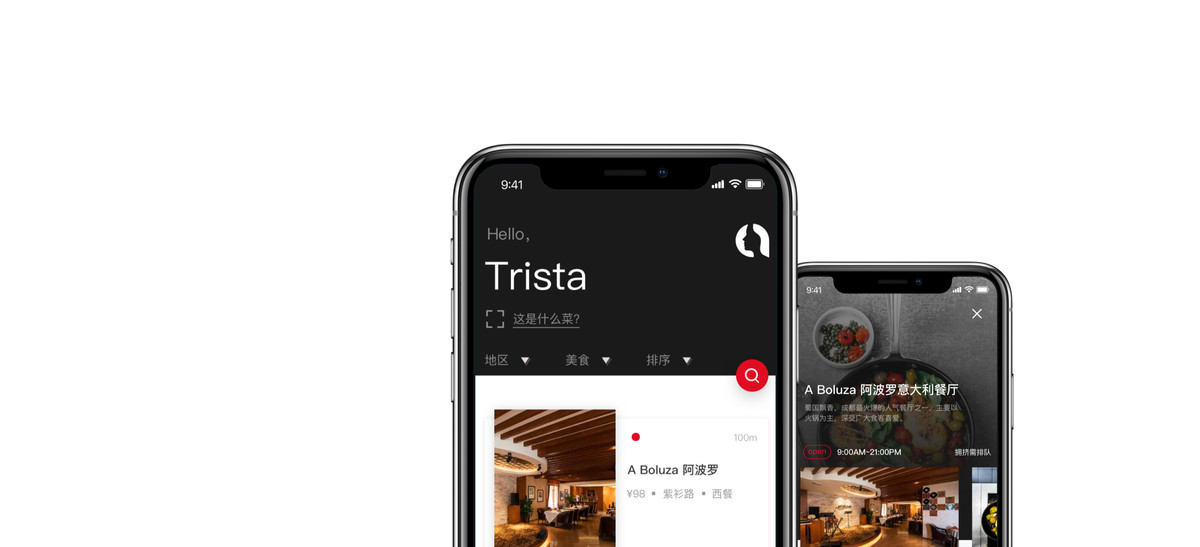 9:41
Hello,
Trista
这是什么菜?
地区 美食 排序
100m
A Boluza 阿波罗
¥98 ▪ 紫衫路 ▪ 西餐
9:41
A Boluza 阿波罗意大利餐厅
蜀国飘香，成都最火爆的人气餐厅之一，主要以
火锅为主，深受广大食客喜爱。
open 9:00AM-21:00PM 拥挤需排队